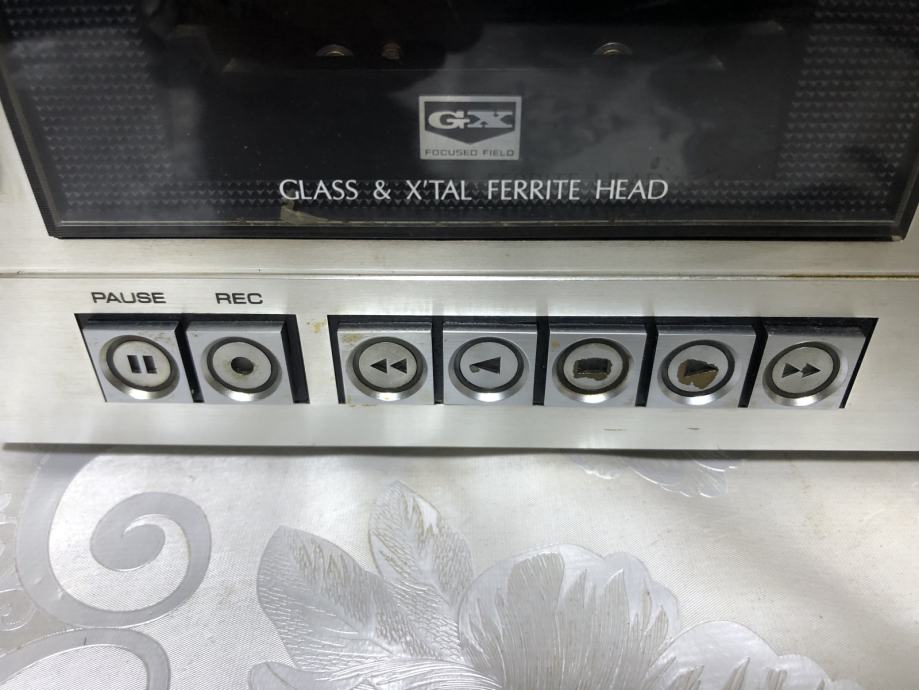 GX
FOCUSED FIELD
GLASS & X'TAL FERRITE HEAD
PAUSE REC